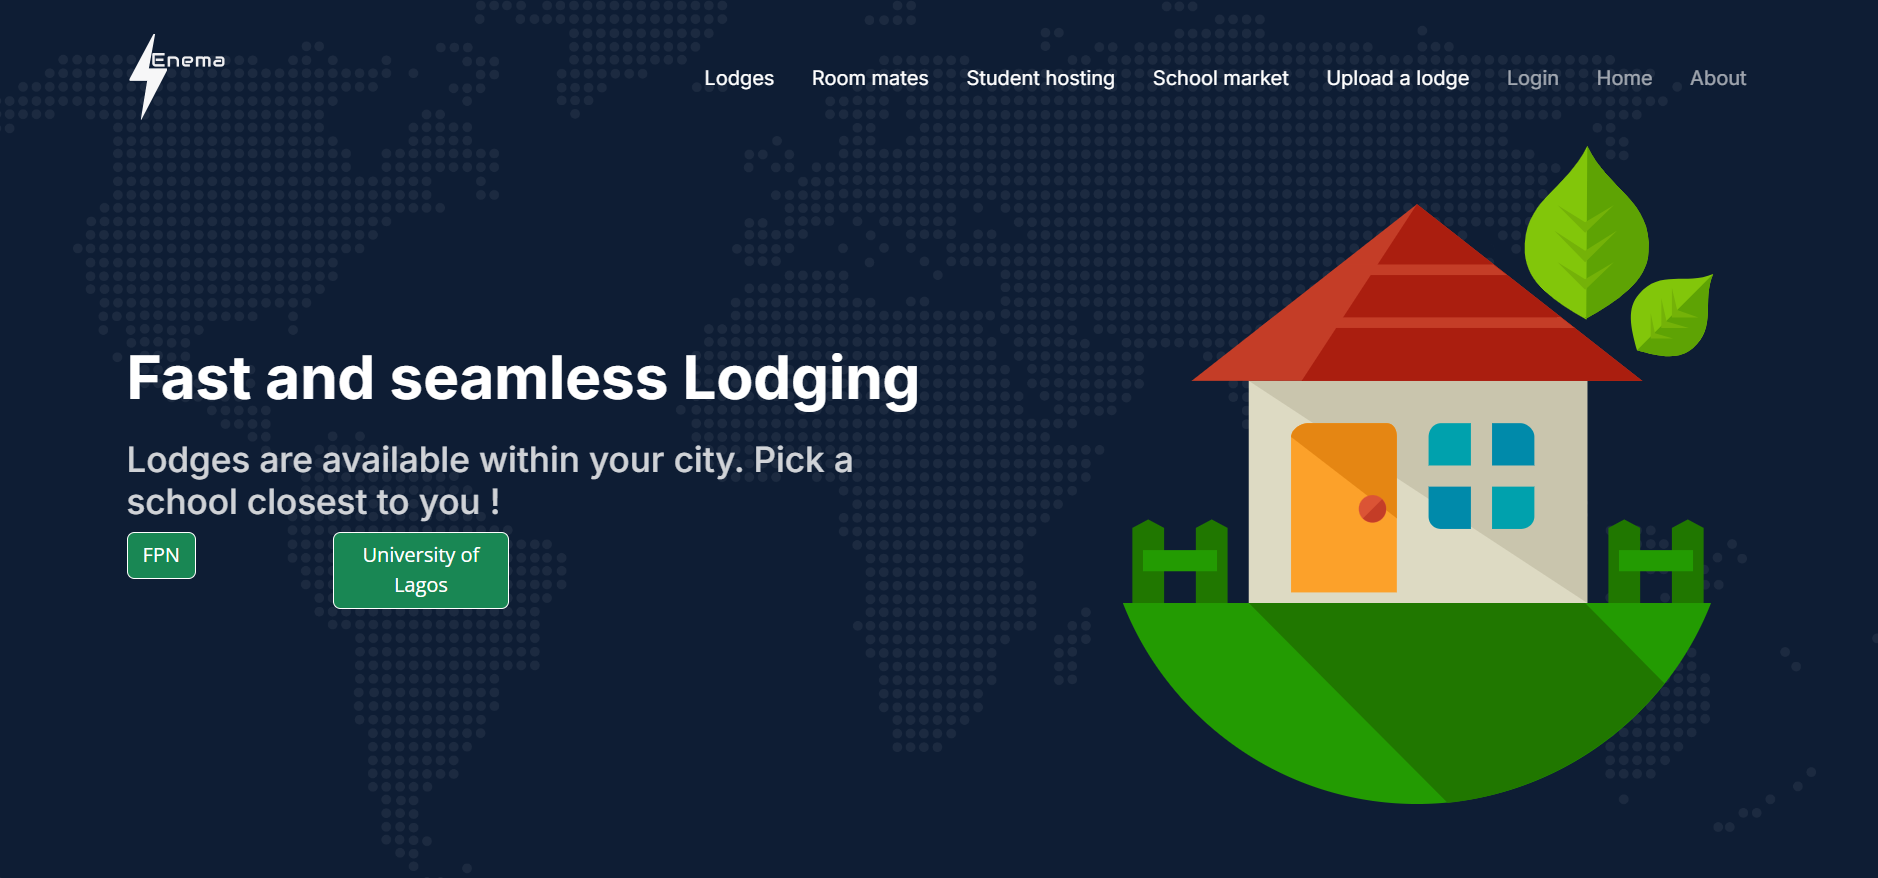 Enema
Lodges
Room mates
Student hosting
School market
Upload a lodge
Login
Home
About
Fast and seamless Lodging
Lodges are available within your city. Pick a
school closest to you !
FPN
University of
Lagos